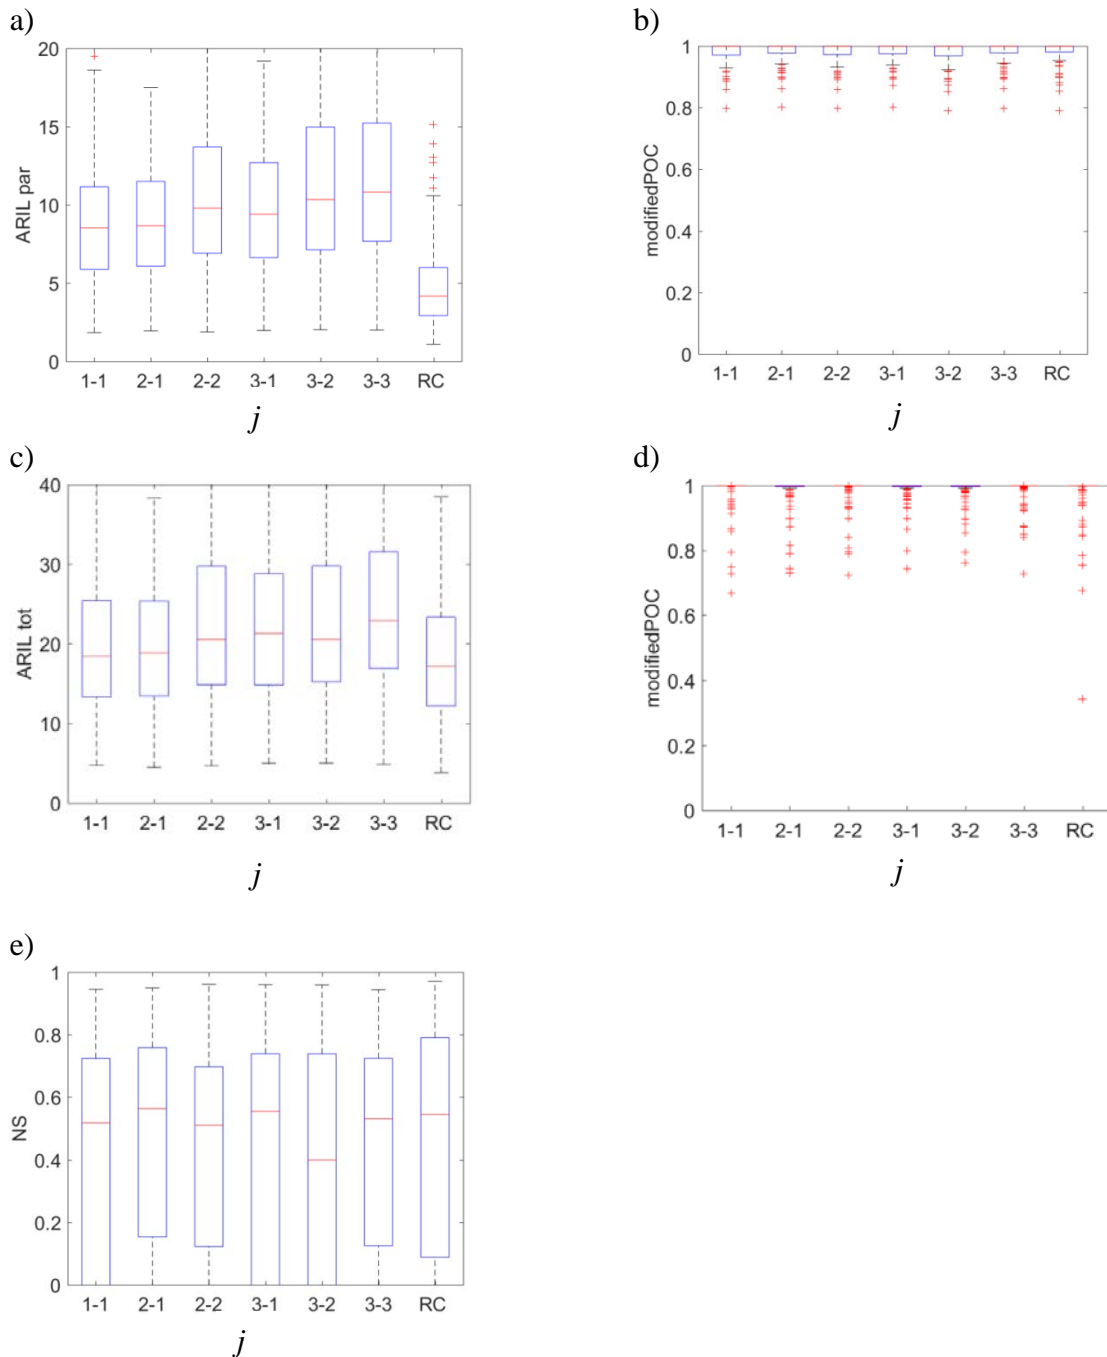 a)
20
15
10
5
0
ARIL par
1-1 2-1 2-2 3-1 3-2 3-3 RC
j
b)
1
0.8
0.6
0.4
0.2
0
modifiedPOC
1-1 2-1 2-2 3-1 3-2 3-3 RC
j
c)
40
30
20
10
0
ARIL tot
1-1 2-1 2-2 3-1 3-2 3-3 RC
j
d)
1
0.8
0.6
0.4
0.2
0
modifiedPOC
1-1 2-1 2-2 3-1 3-2 3-3 RC
j
e)
1
0.8
0.6
0.4
0.2
0
NS
1-1 2-1 2-2 3-1 3-2 3-3 RC
j